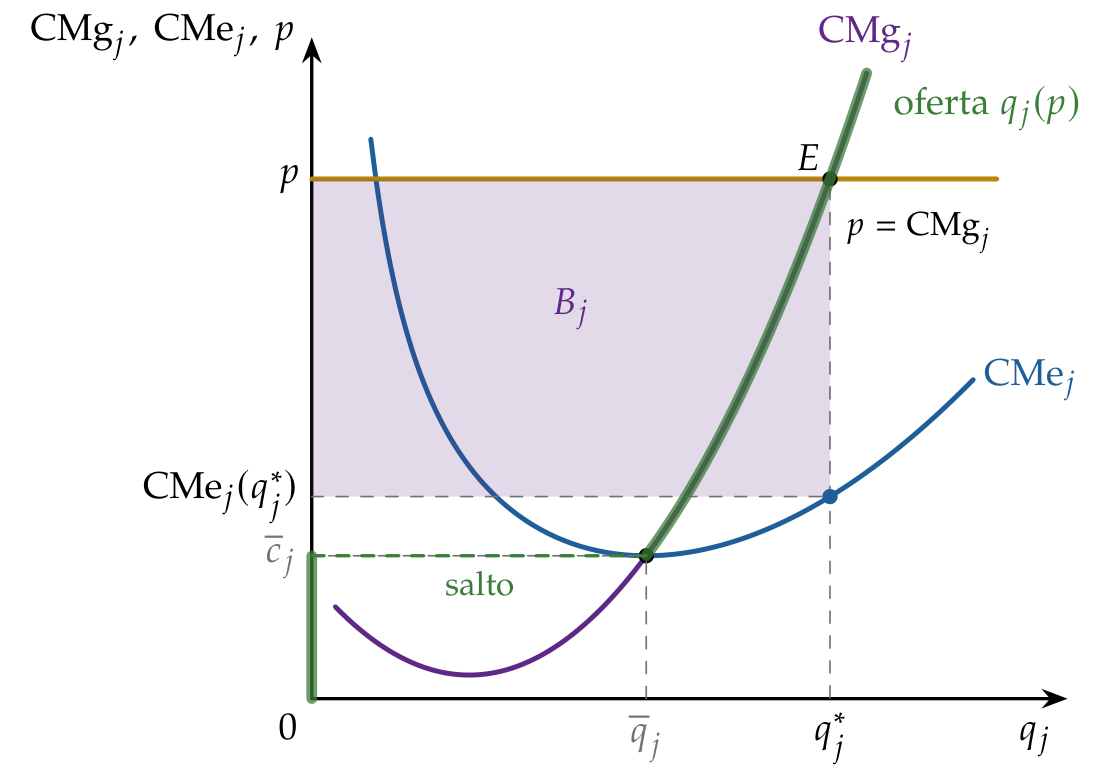 CMg_j, CMe_j, p
CMg_j
oferta q_j(p)
E
p
p = CMg_j
B_j
CMe_j
CMe_j(q_j^*)
c̅_j
salto
0
q̅_j
q_j^*
q_j